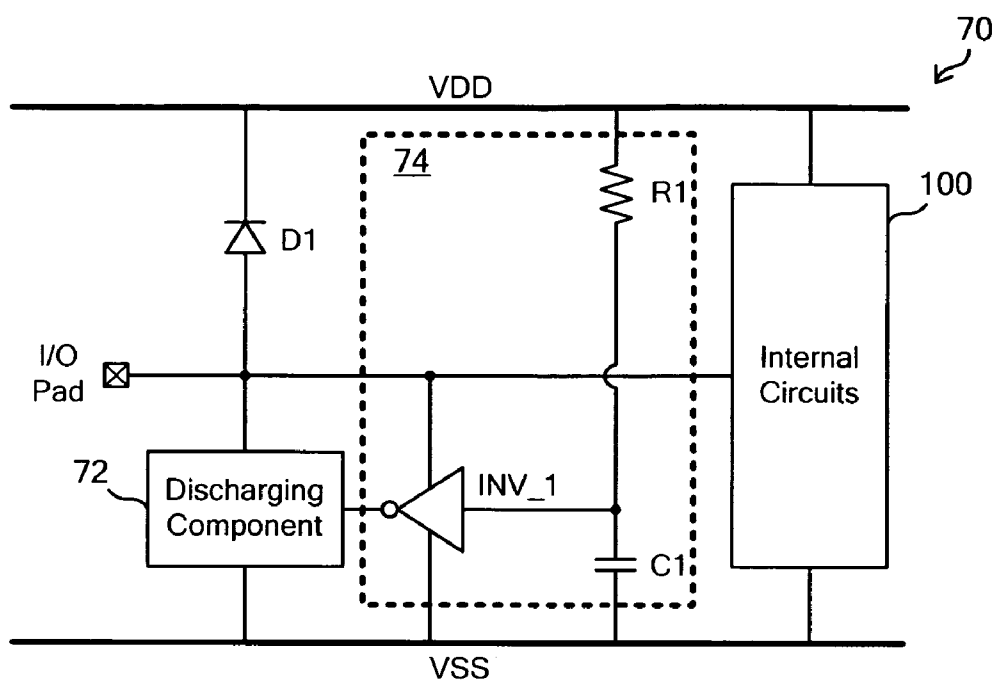 70
VDD
74
R1
100
D1
I/O
Pad
Internal
Circuits
72
Discharging
Component
INV_1
C1
VSS